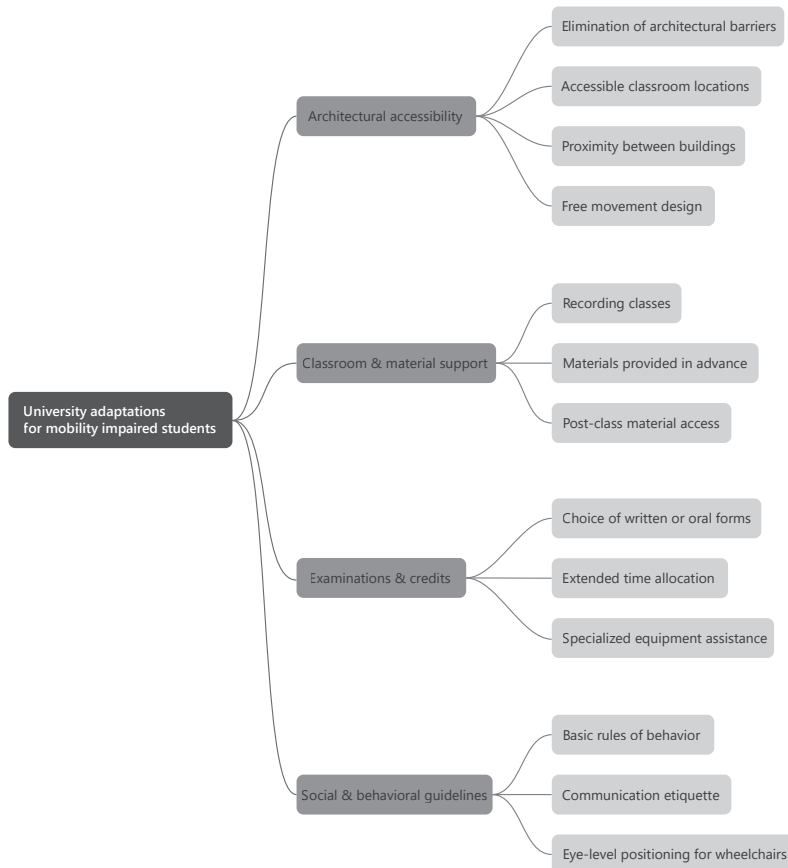 University adaptations
for mobility impaired students
Architectural accessibility
Elimination of architectural barriers
Accessible classroom locations
Proximity between buildings
Free movement design
Classroom & material support
Recording classes
Materials provided in advance
Post-class material access
Examinations & credits
Choice of written or oral forms
Extended time allocation
Specialized equipment assistance
Social & behavioral guidelines
Basic rules of behavior
Communication etiquette
Eye-level positioning for wheelchairs